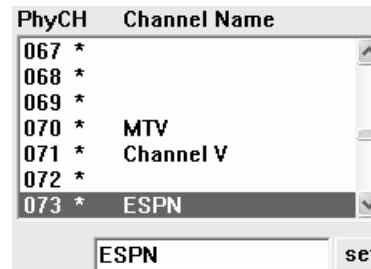 PhyCH Channel Name
067 *
068 *
069 *
070 * MTV
071 * Channel V
072 *
073 * ESPN
ESPN